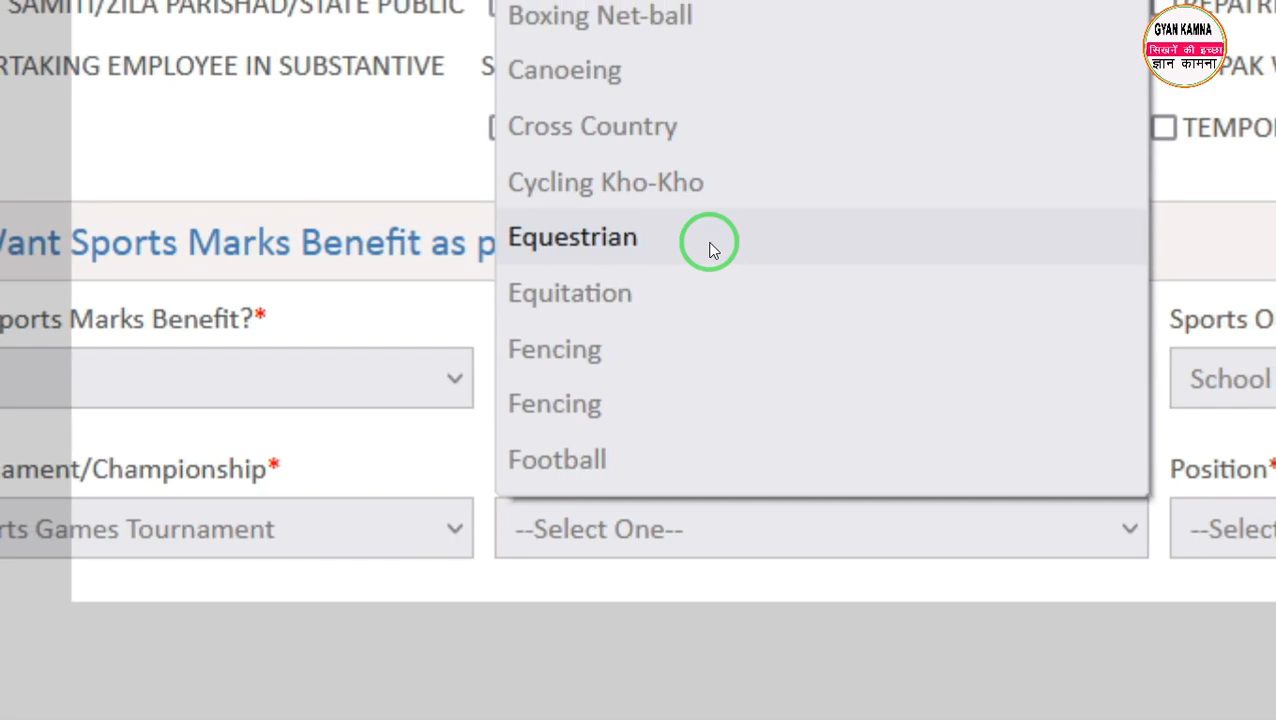 SAMITI/ZILA PARISHAD/STATE PUBLIC
Boxing Net-ball
GYAN KAMNA
सिखनें की इच्छा
ज्ञान कामना
RTAKING EMPLOYEE IN SUBSTANTIVE
S
Canoeing
PAK
Cross Country
TEMPO
Cycling Kho-Kho
Want Sports Marks Benefit as p
Equestrian
Equitation
ports Marks Benefit?*
Sports O
Fencing
School
Fencing
Football
ament/Championship*
Position*
rts Games Tournament
--Select One--
--Select